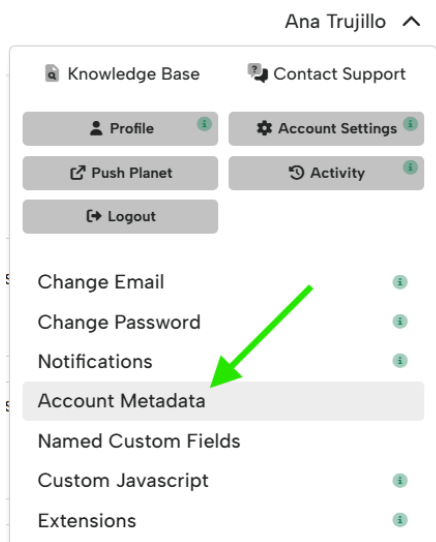 Ana Trujillo
Knowledge Base Contact Support
Profile Account Settings
Push Planet Activity
Logout
Change Email
Change Password
Notifications
Account Metadata
Named Custom Fields
Custom Javascript
Extensions